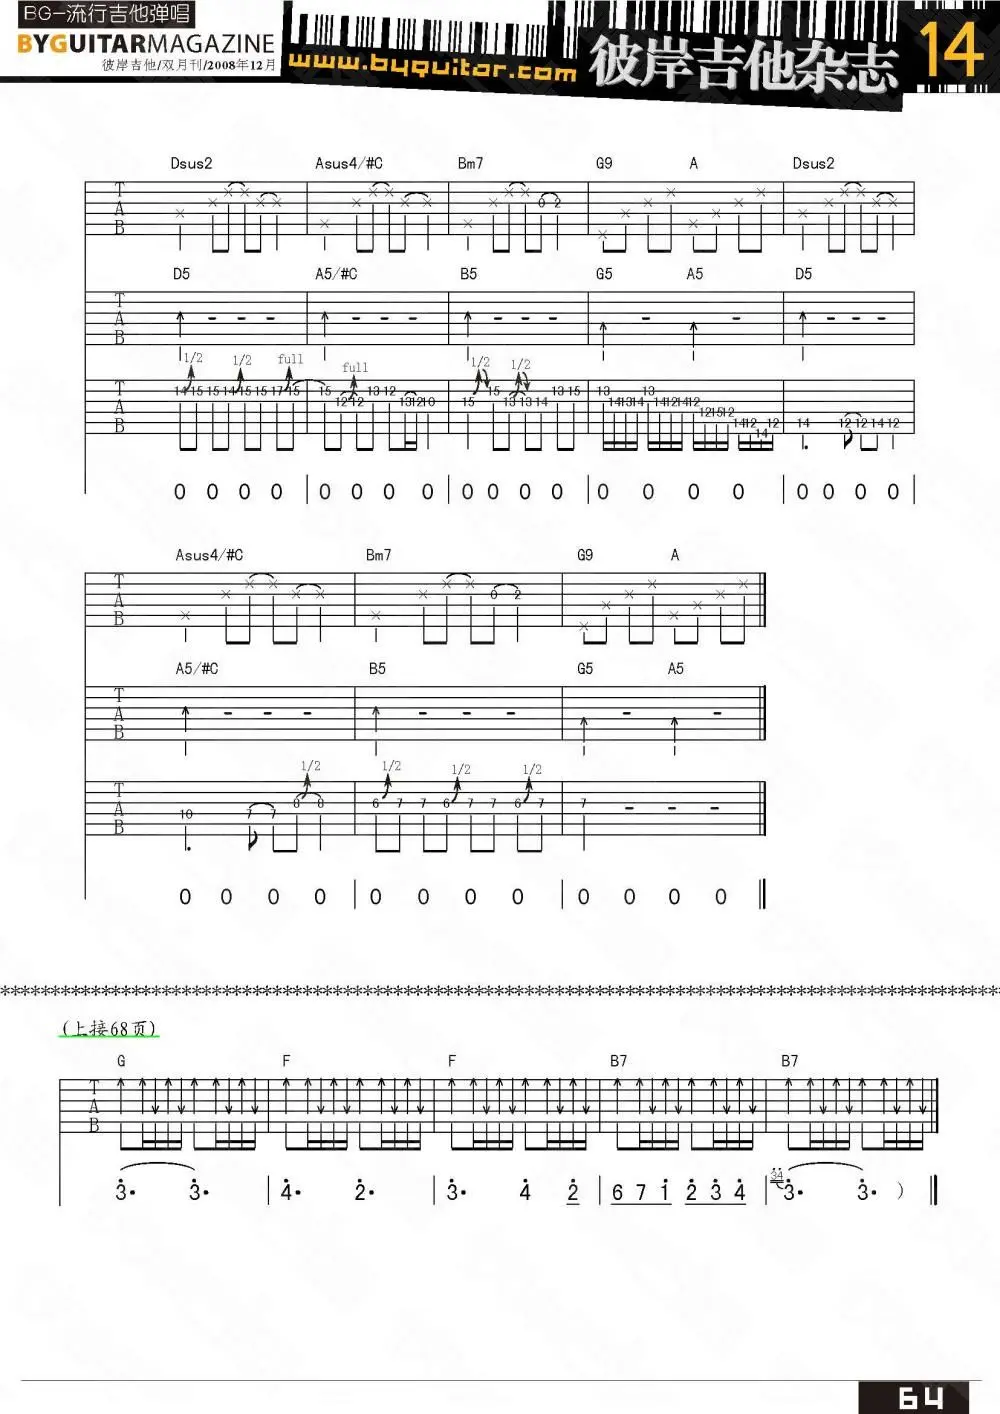 BG-流行吉他弹唱
BYGUITARMAGAZINE
彼岸吉他/双月刊/2008年12月
www.byguitar.com
彼岸吉他杂志
14
Dsus2 Asus4/#C Bm7 G9 A Dsus2
T
A
B
0 2
D5 A5/#C B5 G5 A5 D5
T
A
B
1/2 1/2 full full 1/2 1/2
14 15 15 14 15 15 17 15 15 12 12 13 12 13 12 10 15 15 13 13 14 13 15 13 14 13 14 13 14 12 14 12 12 15 12 14 12 14 12 14 12 12 14 12
0 0 0 0 0 0 0 0 0 0 0 0 0 0 0 0 0 0 0 0
Asus4/#C Bm7 G9 A
T
A
B
0 2
A5/#C B5 G5 A5
T
A
B
1/2 1/2 1/2 1/2
T
A
B
10 7 7 8 8 6 7 7 6 7 7 6 7 7
0 0 0 0 0 0 0 0 0 0 0 0
(上接68页)
G F F B7 B7
T
A
B
3· 3· 4· 2· 3· 4 2 6 7 1 2 3 4 34 3· 3· )
64